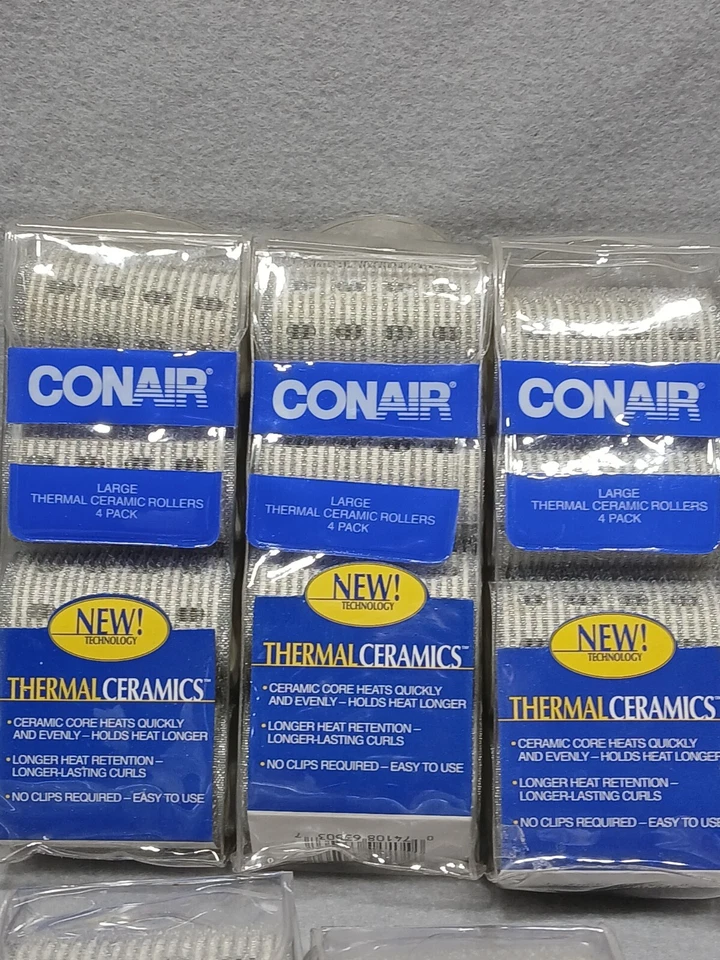 CONAIR®
LARGE
THERMAL CERAMIC ROLLERS
4 PACK
NEW!
TECHNOLOGY
THERMALCERAMICS™
• CERAMIC CORE HEATS QUICKLY
AND EVENLY – HOLDS HEAT LONGER
• LONGER HEAT RETENTION –
LONGER-LASTING CURLS
• NO CLIPS REQUIRED – EASY TO USE
CONAIR®
LARGE
THERMAL CERAMIC ROLLERS
4 PACK
NEW!
TECHNOLOGY
THERMALCERAMICS™
• CERAMIC CORE HEATS QUICKLY
AND EVENLY – HOLDS HEAT LONGER
• LONGER HEAT RETENTION –
LONGER-LASTING CURLS
• NO CLIPS REQUIRED – EASY TO USE
CONAIR®
LARGE
THERMAL CERAMIC ROLLERS
4 PACK
NEW!
TECHNOLOGY
THERMALCERAMICS
• CERAMIC CORE HEATS QUICKLY
AND EVENLY – HOLDS HEAT LONGER
• LONGER HEAT RETENTION –
LONGER-LASTING CURLS
• NO CLIPS REQUIRED – EASY TO USE